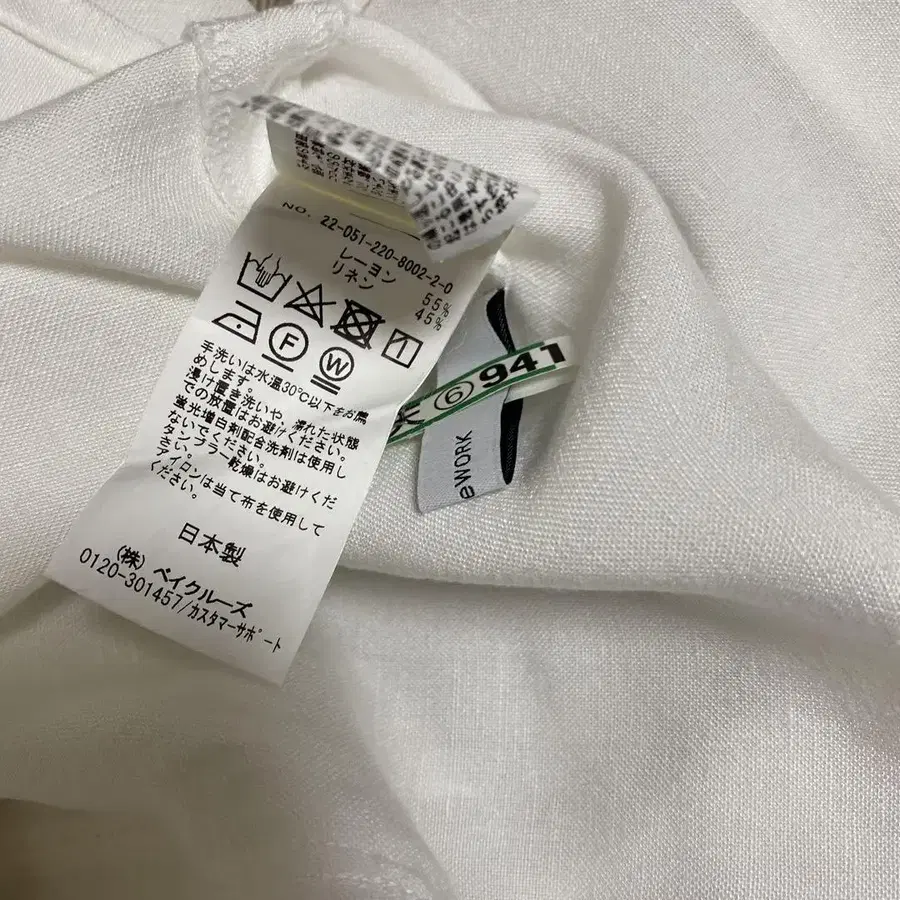 NO. 22-051-220-8002-2-0
レーヨン 55%
リネン 45%
F
W
手洗いは水温30℃以下をお薦
めします。
浸け置き洗いや、濡れた状態
での放置はお避けください。
蛍光増白剤配合洗剤は使用し
ないでください。
タンブラー乾燥はお避けくだ
さい。
アイロンは当て布を使用して
ください。
日本製
(株) ベイクルーズ
0120-301457/カスタマーサポート
⑥941
eWORK